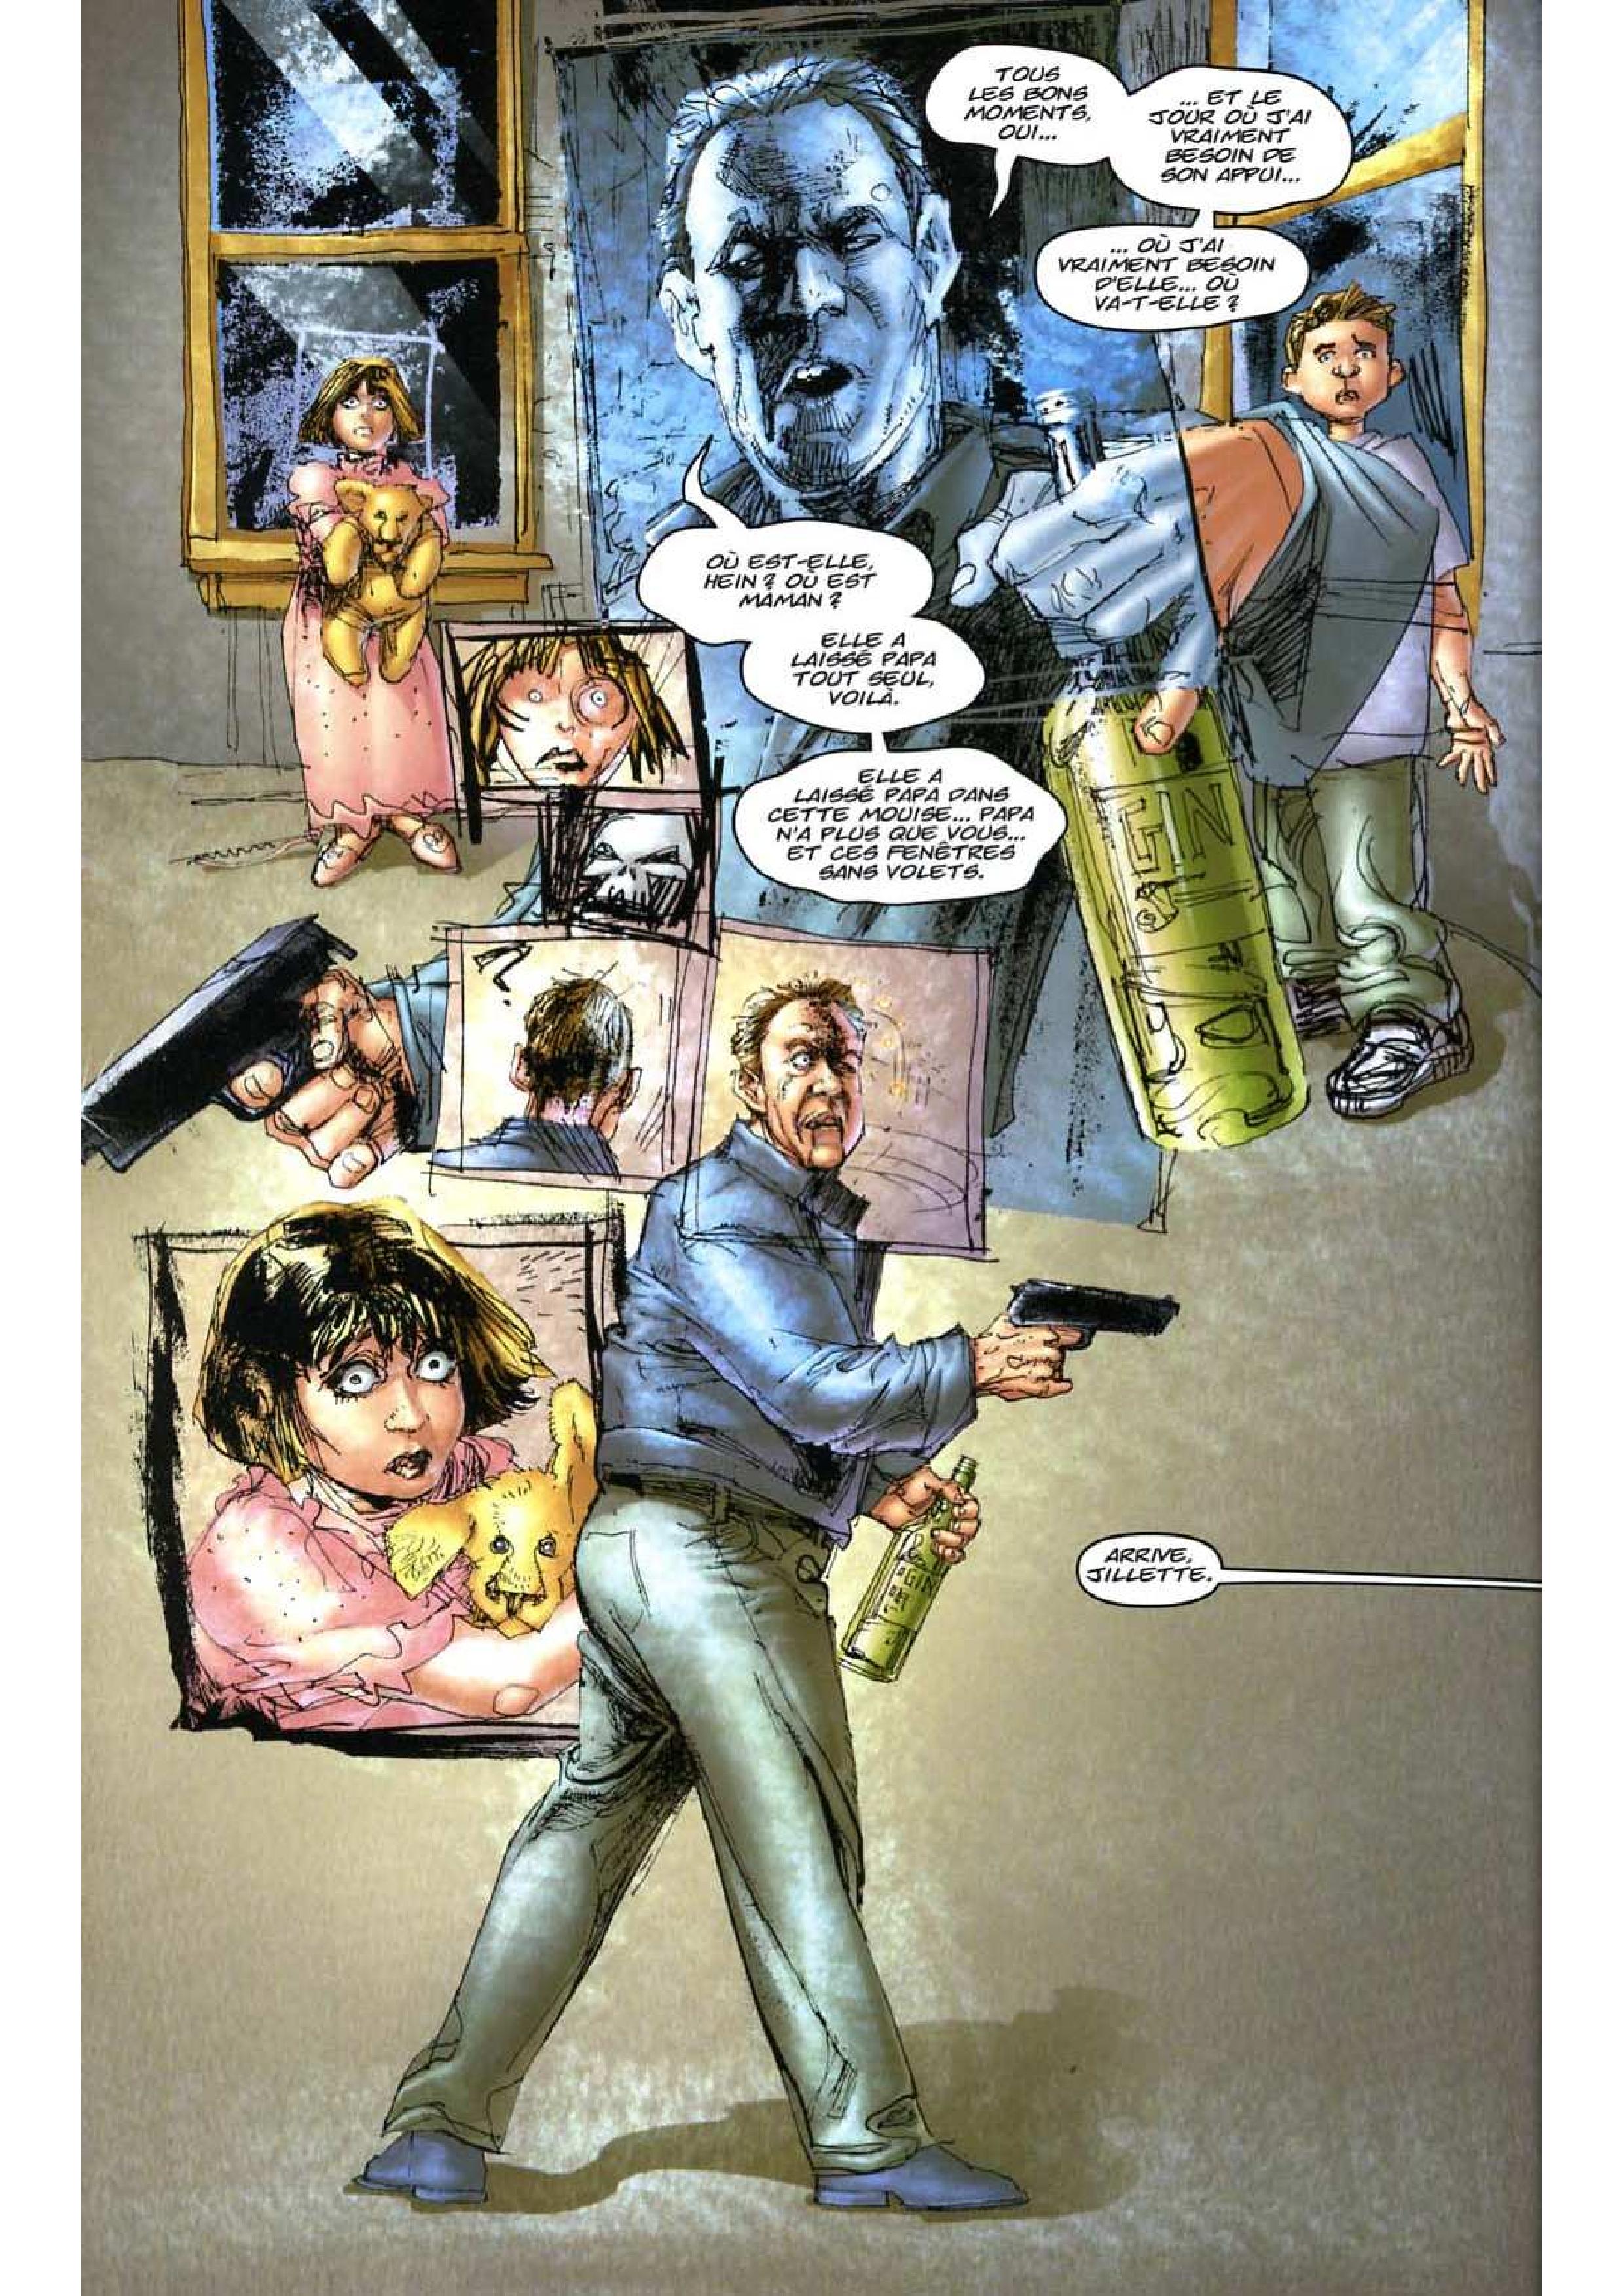 TOUS
LES BONS
MOMENTS,
OUI...
... ET LE
JOUR OÙ J'AI
VRAIMENT
BESOIN DE
SON APPUI...
... OÙ J'AI
VRAIMENT BESOIN
D'ELLE... OÙ
VA-T-ELLE ?
OÙ EST-ELLE,
HEIN ? OÙ EST
MAMAN ?
ELLE A
LAISSÉ PAPA
TOUT SEUL,
VOILÀ.
ELLE A
LAISSÉ PAPA DANS
CETTE MOUISE... PAPA
N'A PLUS QUE VOUS...
ET CES FENÊTRES
SANS VOLETS.
GIN
?
GIN
ARRIVE,
JILLETTE.